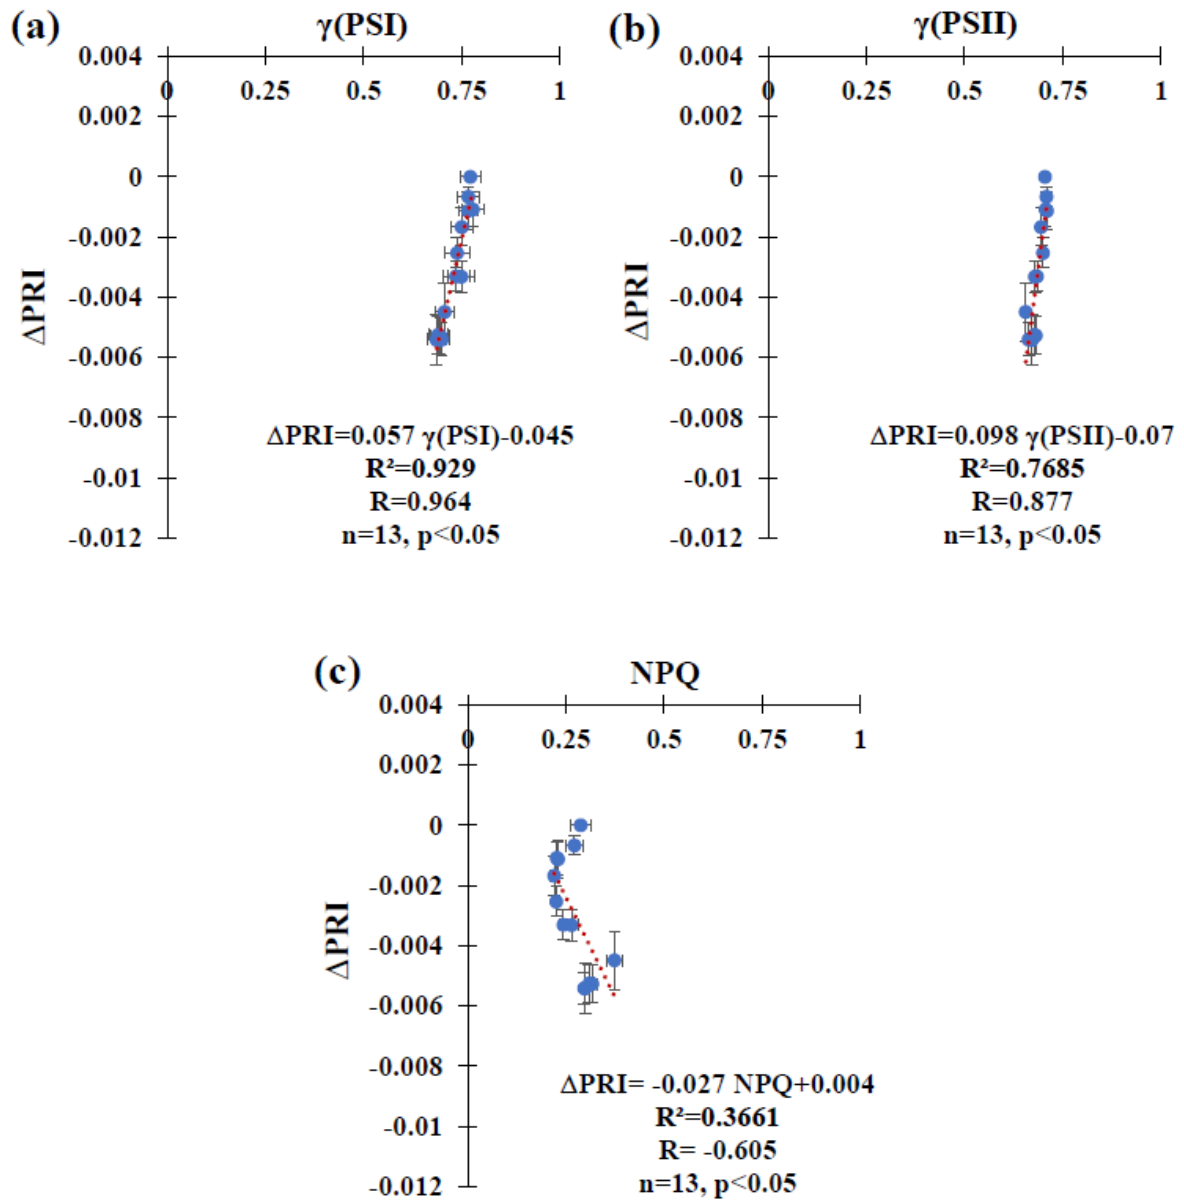 (a)
γ(PSI)
0.004
0 0.25 0.5 0.75 1
0.002
0
-0.002
-0.004
-0.006
-0.008
-0.01
-0.012
ΔPRI
ΔPRI=0.057 γ(PSI)-0.045
R²=0.929
R=0.964
n=13, p<0.05
(b)
γ(PSII)
0.004
0 0.25 0.5 0.75 1
0.002
0
-0.002
-0.004
-0.006
-0.008
-0.01
-0.012
ΔPRI
ΔPRI=0.098 γ(PSII)-0.07
R²=0.7685
R=0.877
n=13, p<0.05
(c)
NPQ
0.004
0 0.25 0.5 0.75 1
0.002
0
-0.002
-0.004
-0.006
-0.008
-0.01
-0.012
ΔPRI
ΔPRI= -0.027 NPQ+0.004
R²=0.3661
R= -0.605
n=13, p<0.05